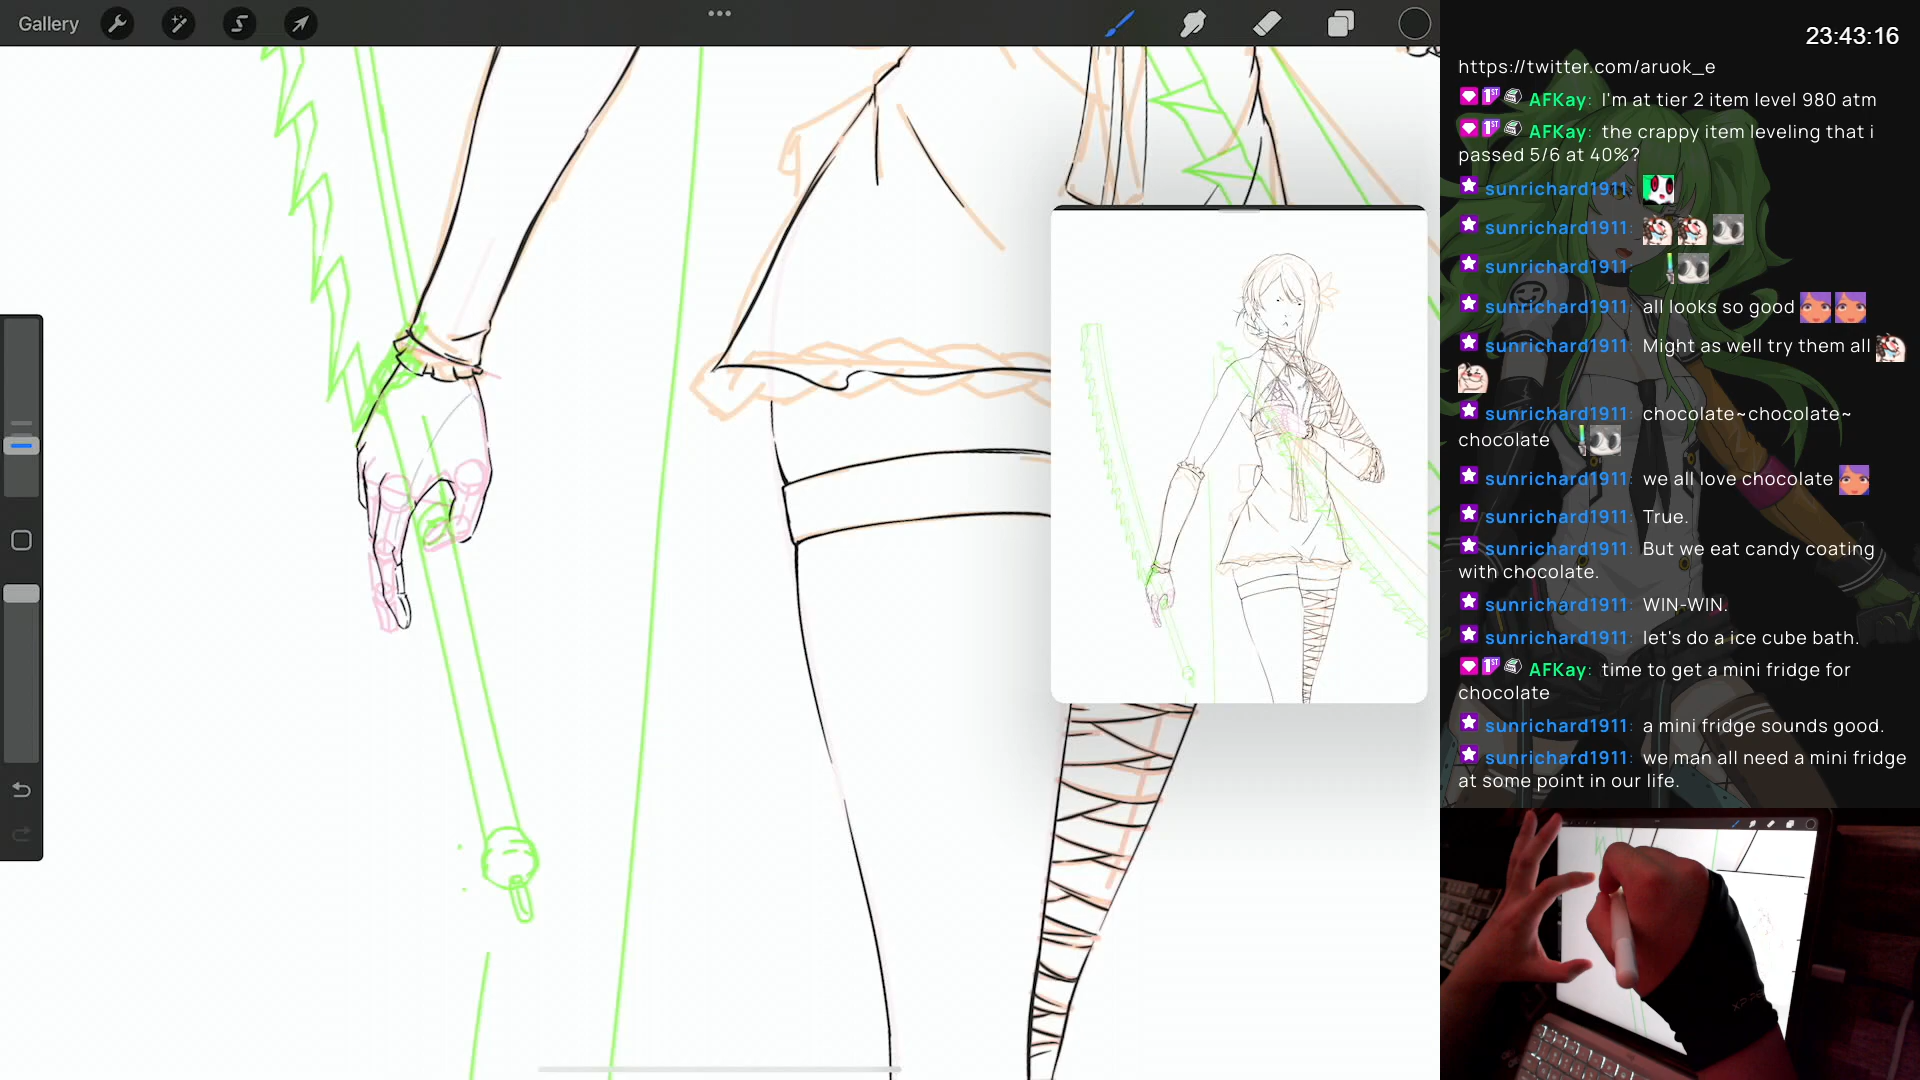 Gallery
23:43:16
https://twitter.com/aruok_e
1ST AFKay: I'm at tier 2 item level 980 atm
1ST AFKay: the crappy item leveling that i
passed 5/6 at 40%?
sunrichard1911:
sunrichard1911:
sunrichard1911:
sunrichard1911: all looks so good
sunrichard1911: Might as well try them all
sunrichard1911: chocolate~chocolate~
chocolate
sunrichard1911: we all love chocolate
sunrichard1911: True.
sunrichard1911: But we eat candy coating
with chocolate.
sunrichard1911: WIN-WIN.
sunrichard1911: let's do a ice cube bath.
1ST AFKay: time to get a mini fridge for
chocolate
sunrichard1911: a mini fridge sounds good.
sunrichard1911: we man all need a mini fridge
at some point in our life.